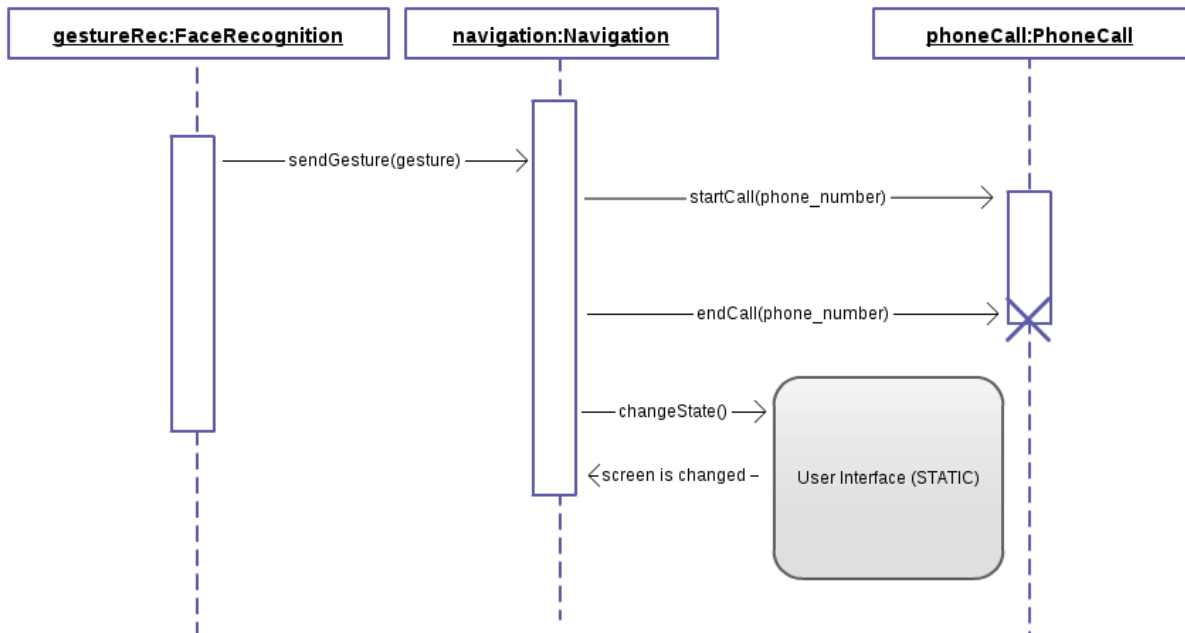 gestureRec:FaceRecognition
navigation:Navigation
phoneCall:PhoneCall
sendGesture(gesture)
startCall(phone_number)
endCall(phone_number)
changeState()
screen is changed
User Interface (STATIC)